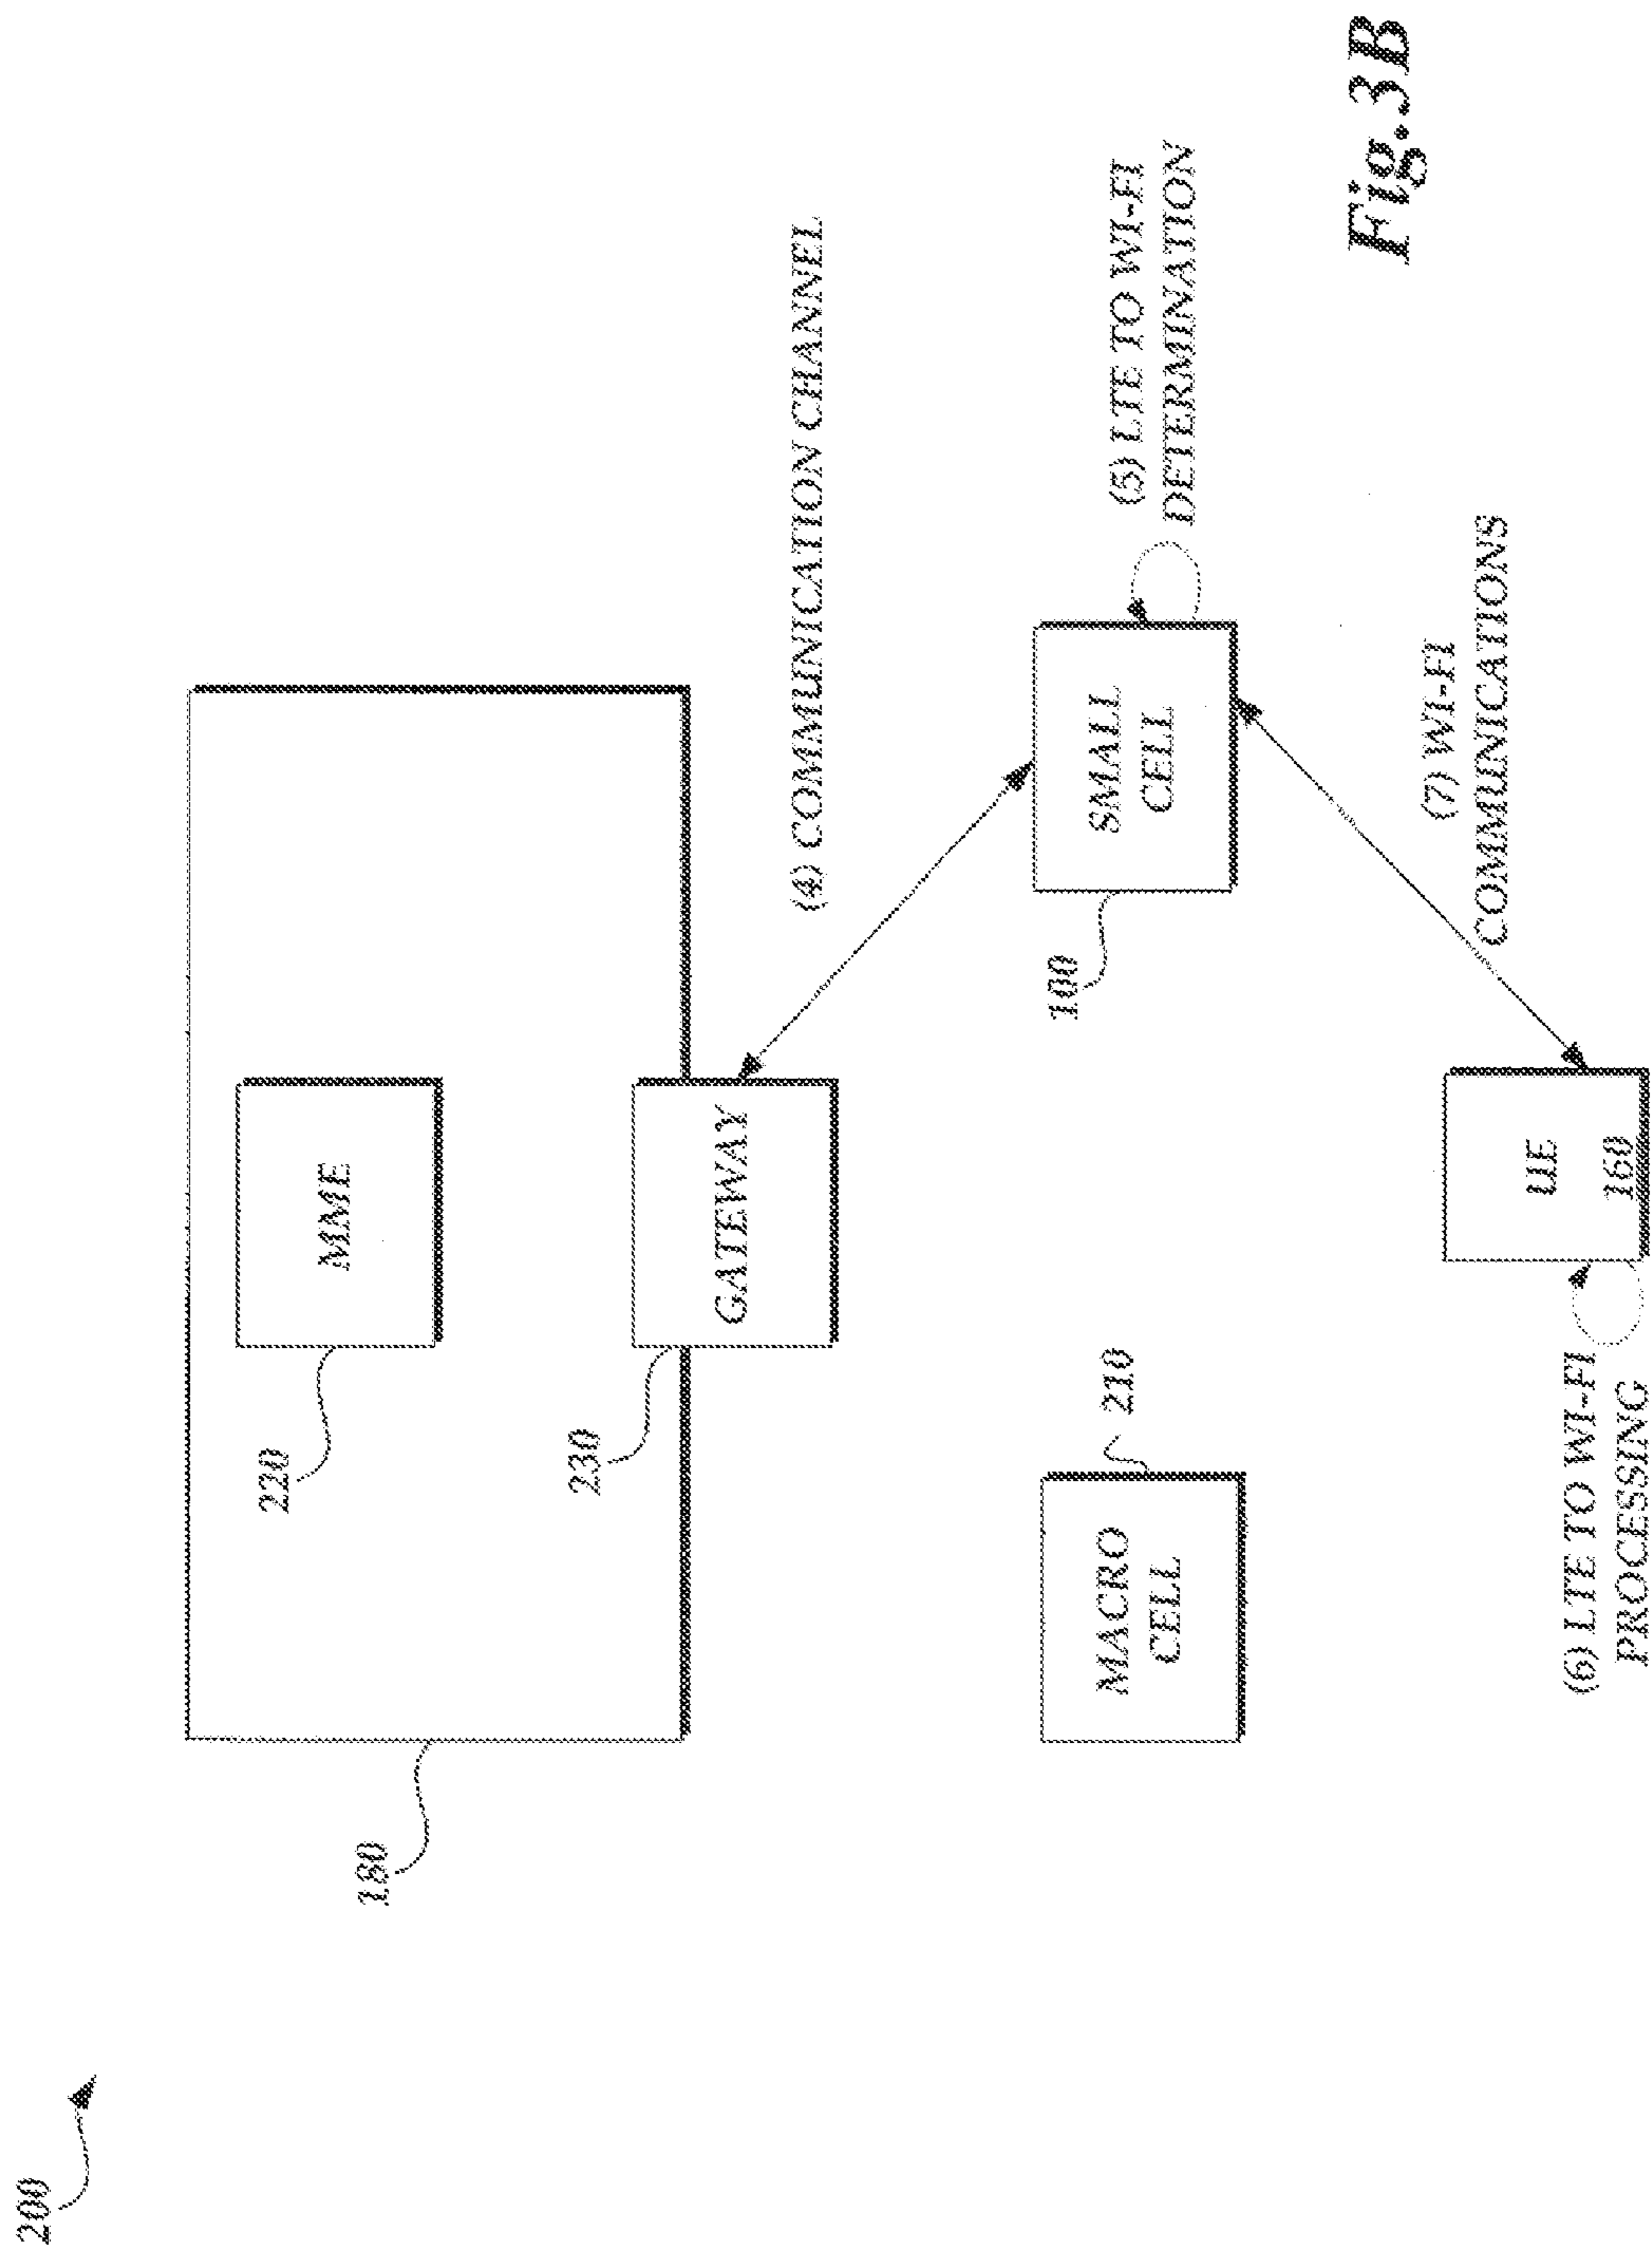 200
180
220
MME
230
GATEWAY
(4) COMMUNICATION CHANNEL
MACRO
CELL
210
100
SMALL
CELL
(5) LTE TO WI-FI
DETERMINATION
(7) WI-FI
COMMUNICATIONS
(6) LTE TO WI-FI
PROCESSING
UE
160
Fig.3B